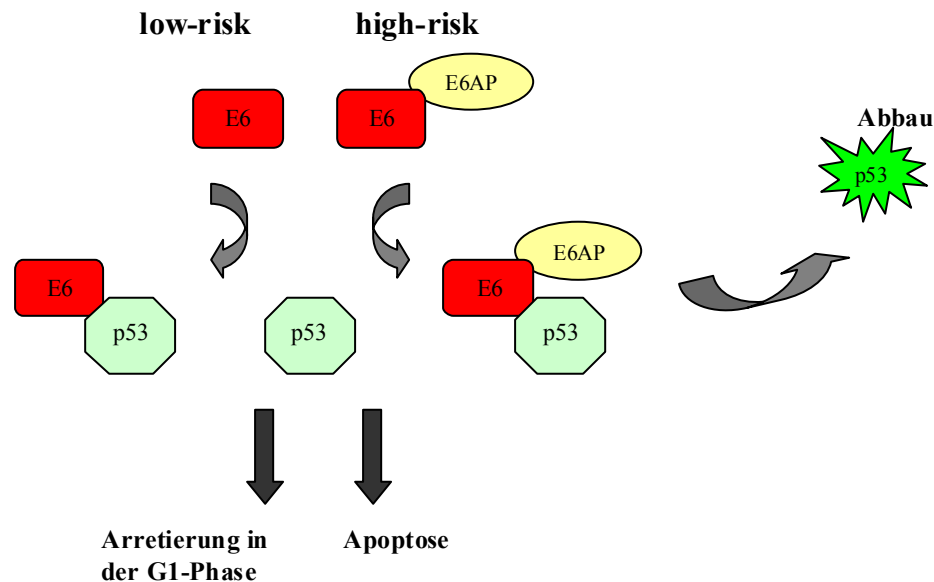 low-risk
high-risk
E6AP
E6
E6
Abbau
p53
E6AP
E6
E6
p53
p53
p53
Arretierung in
der G1-Phase
Apoptose